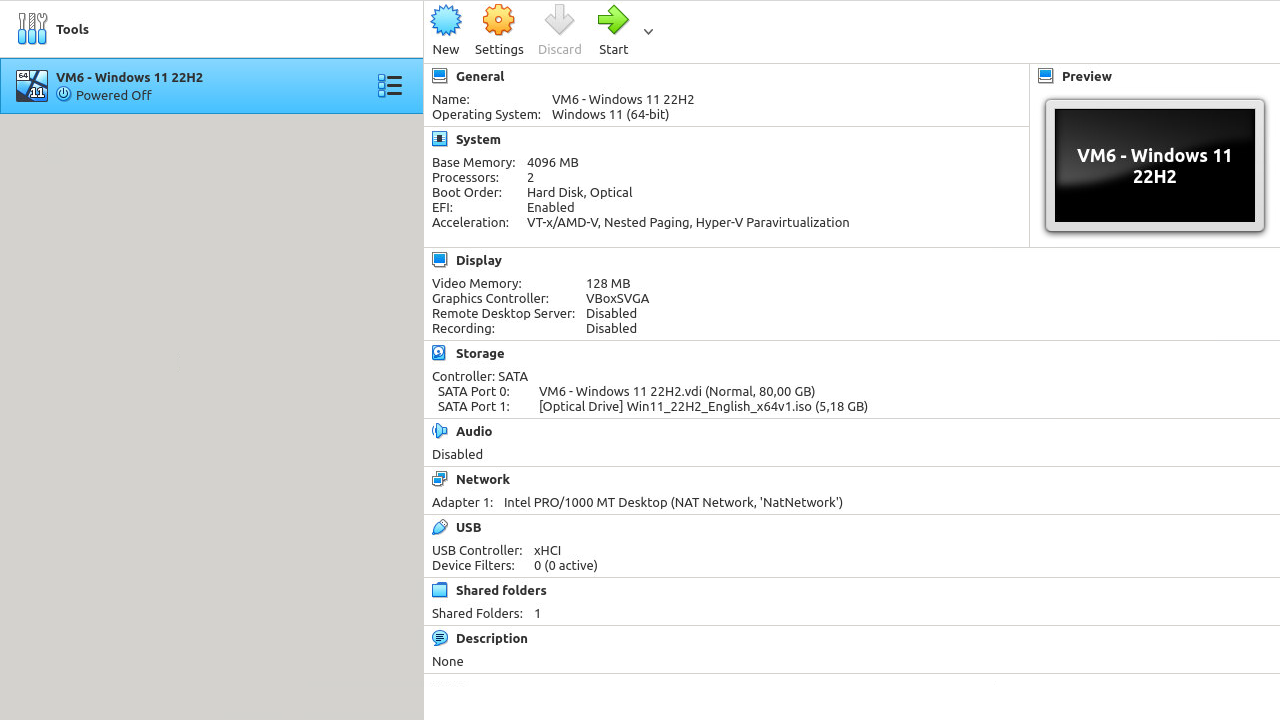 Tools
64
11
VM6 - Windows 11 22H2
Powered Off
New
Settings
Discard
Start
General
Name: VM6 - Windows 11 22H2
Operating System: Windows 11 (64-bit)
Preview
VM6 - Windows 11
22H2
System
Base Memory: 4096 MB
Processors: 2
Boot Order: Hard Disk, Optical
EFI: Enabled
Acceleration: VT-x/AMD-V, Nested Paging, Hyper-V Paravirtualization
Display
Video Memory: 128 MB
Graphics Controller: VBoxSVGA
Remote Desktop Server: Disabled
Recording: Disabled
Storage
Controller: SATA
SATA Port 0: VM6 - Windows 11 22H2.vdi (Normal, 80,00 GB)
SATA Port 1: [Optical Drive] Win11_22H2_English_x64v1.iso (5,18 GB)
Audio
Disabled
Network
Adapter 1: Intel PRO/1000 MT Desktop (NAT Network, 'NatNetwork')
USB
USB Controller: xHCI
Device Filters: 0 (0 active)
Shared folders
Shared Folders: 1
Description
None